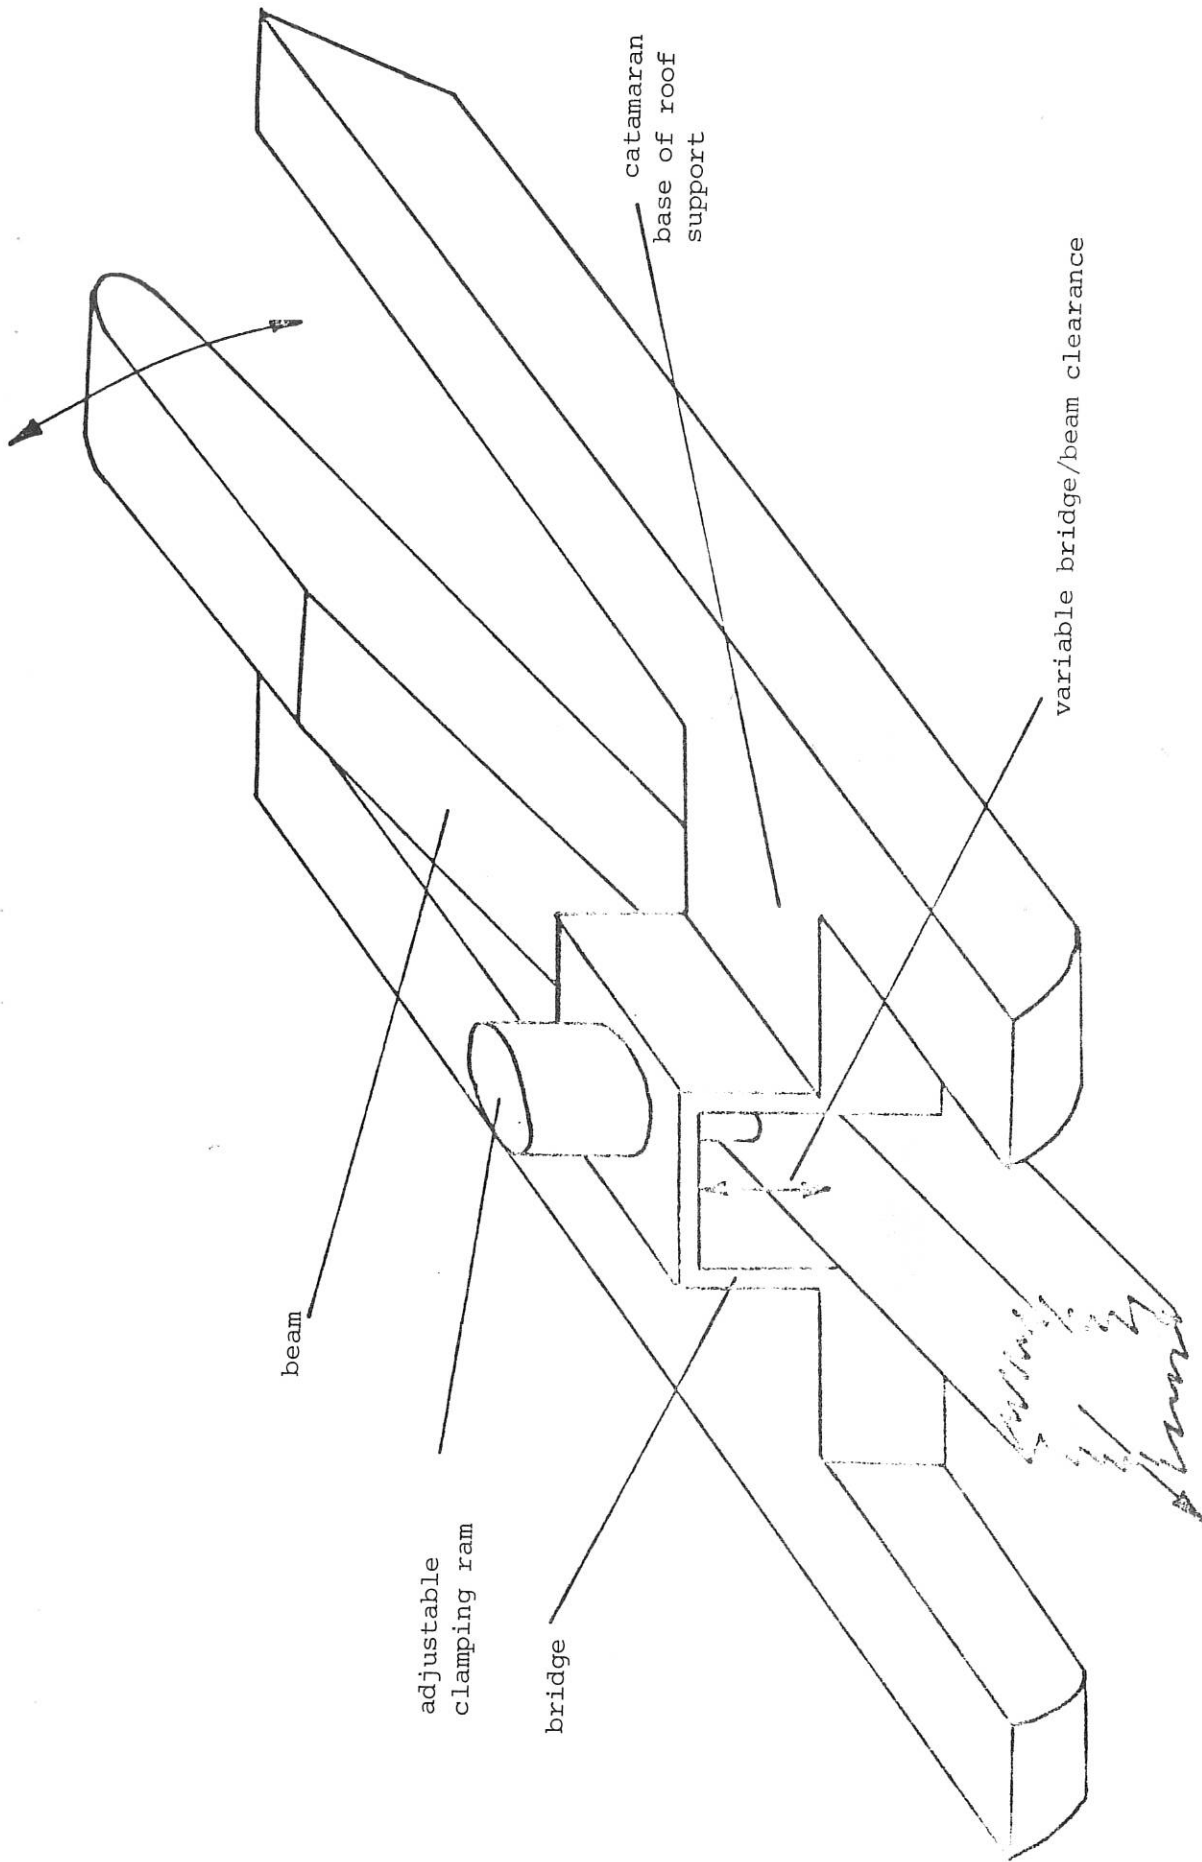 beam
adjustable
clamping ram
bridge
catamaran
base of roof
support
variable bridge/beam clearance